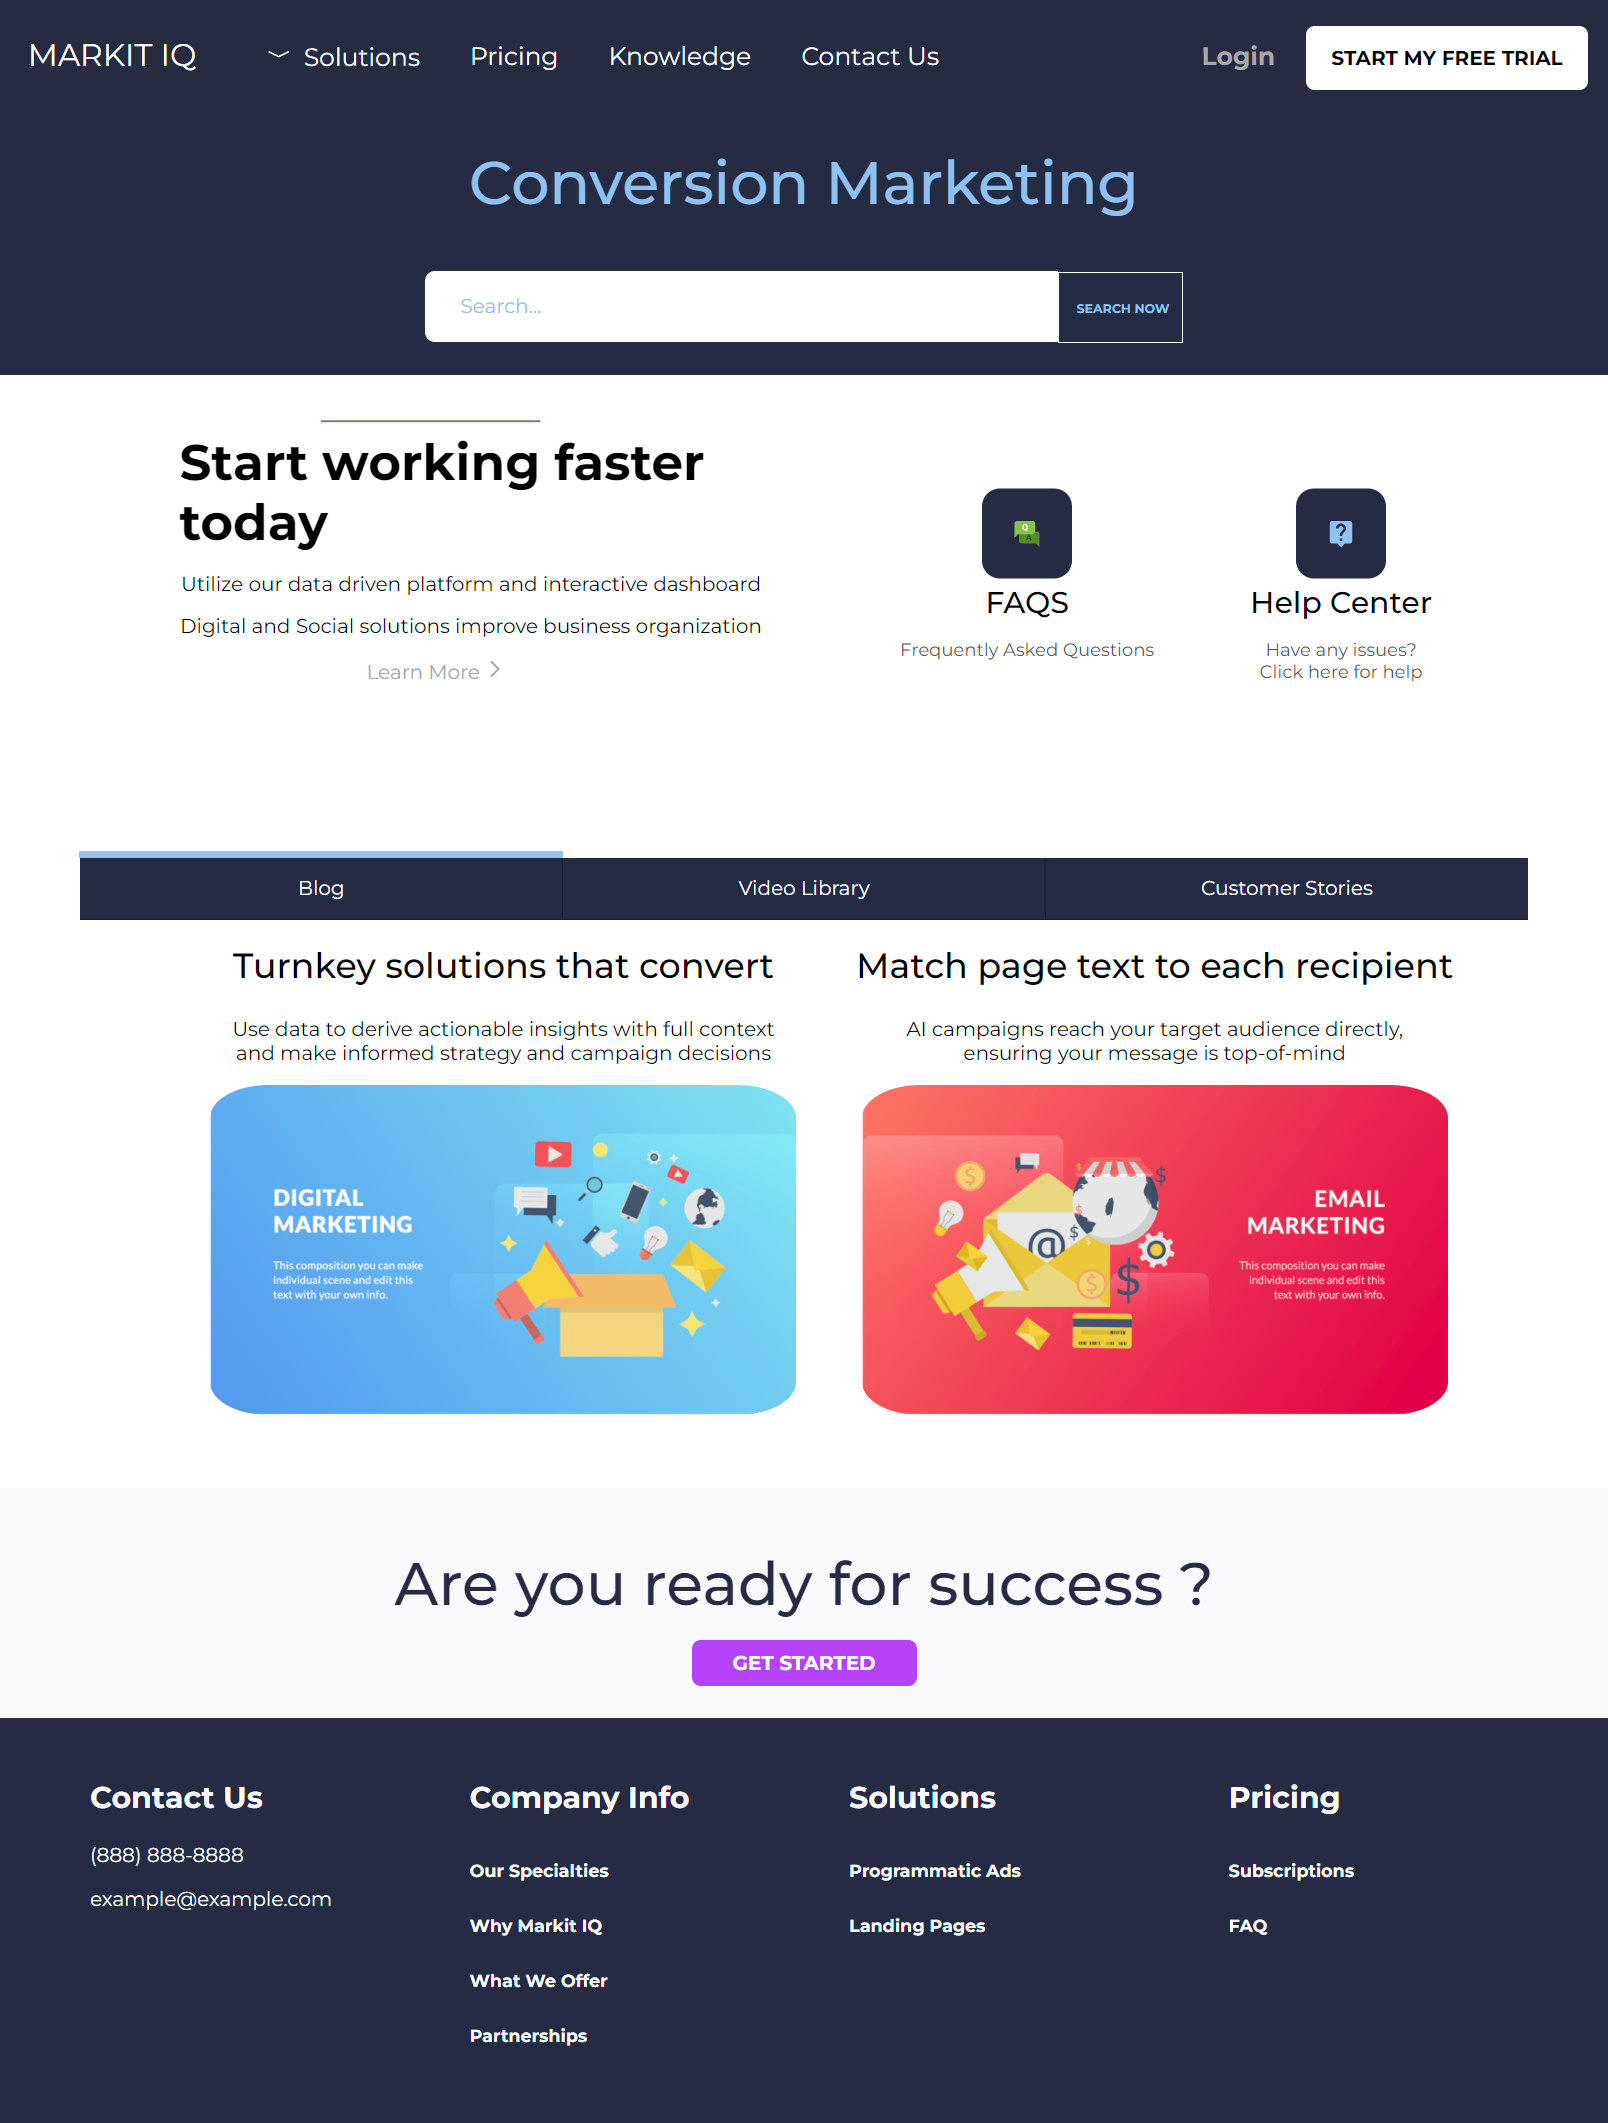 MARKIT IQ
Solutions
Pricing
Knowledge
Contact Us
Login
START MY FREE TRIAL
Conversion Marketing
Search...
SEARCH NOW
Start working faster
today
Utilize our data driven platform and interactive dashboard
Digital and Social solutions improve business organization
Learn More
Q
A
FAQS
Frequently Asked Questions
?
Help Center
Have any issues?
Click here for help
Blog
Video Library
Customer Stories
Turnkey solutions that convert
Use data to derive actionable insights with full context
and make informed strategy and campaign decisions
DIGITAL
MARKETING
This composition you can make
individual scene and edit this
text with your own info.
Match page text to each recipient
AI campaigns reach your target audience directly,
ensuring your message is top-of-mind
$
$
$
$
@
$
$
$
EMAIL
MARKETING
This composition you can make
individual scene and edit this
text with your own info.
Are you ready for success ?
GET STARTED
Contact Us
(888) 888-8888
example@example.com
Company Info
Our Specialties
Why Markit IQ
What We Offer
Partnerships
Solutions
Programmatic Ads
Landing Pages
Pricing
Subscriptions
FAQ